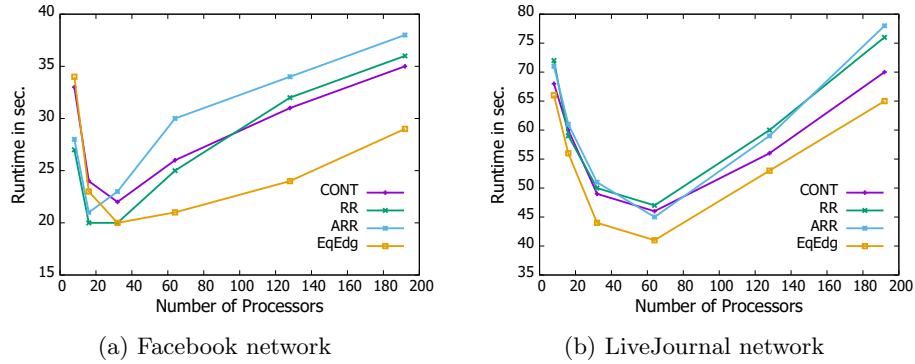 40
35
30
25
20
15
Runtime in sec.
0 20 40 60 80 100 120 140 160 180 200
Number of Processors
CONT
RR
ARR
EqEdg
(a) Facebook network
80
75
70
65
60
55
50
45
40
35
Runtime in sec.
0 20 40 60 80 100 120 140 160 180 200
Number of Processors
CONT
RR
ARR
EqEdg
(b) LiveJournal network